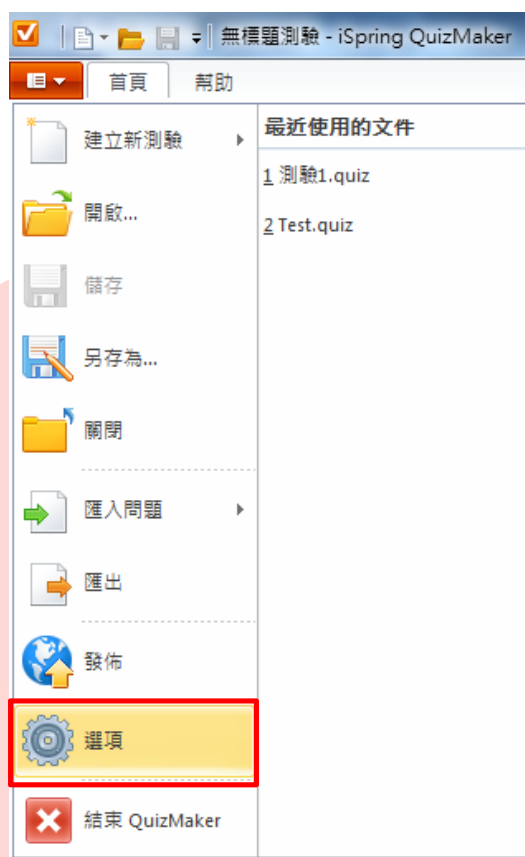 無標題測驗 - iSpring QuizMaker
首頁
幫助
建立新測驗
開啟...
儲存
另存為...
關閉
匯入問題
匯出
發佈
選項
結束 QuizMaker
最近使用的文件
1 測驗1.quiz
2 Test.quiz